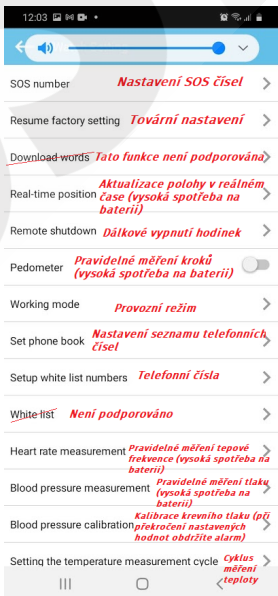 12:03
SOS number Nastavení SOS čísel
Resume factory setting Tovární nastavení
Download words Tato funkce není podporována
Aktualizace polohy v reálném
Real-time position čase (vysoká spotřeba na
baterii)
Remote shutdown Dálkové vypnutí hodinek
Pedometer Pravidelné měření kroků
(vysoká spotřeba na baterii)
Working mode Provozní režim
Set phone book Nastavení seznamu telefonních
čísel
Setup white list numbers Telefonní čísla
White list Není podporováno
Heart rate measurement Pravidelné měření tepové
frekvence (vysoká spotřeba na
baterii)
Blood pressure measurement Pravidelné měření tlaku
(vysoká spotřeba na
baterii)
Blood pressure calibration Kalibrace krevního tlaku (při
překročení nastavených
hodnot obdržíte alarm)
Setting the temperature measurement cycle Cyklus
měření
teploty